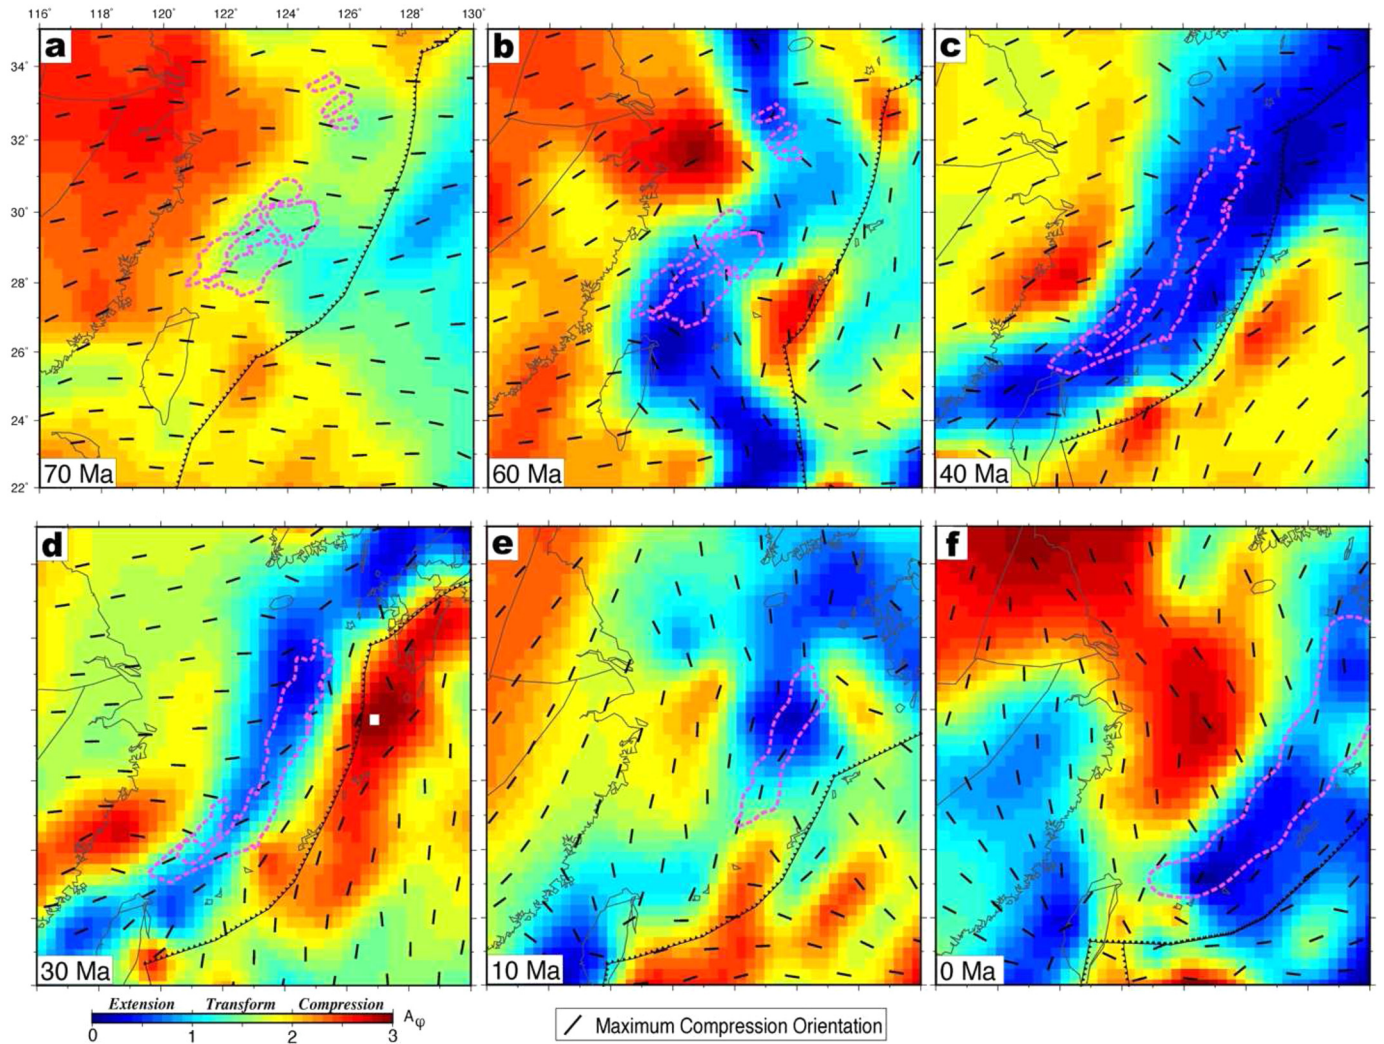 116° 118° 120° 122° 124° 126° 128° 130°
a b c
34°
32°
30°
28°
26°
24°
22°
70 Ma 60 Ma 40 Ma
d e f
30 Ma 10 Ma 0 Ma
Extension Transform Compression
0 1 2 3 Aφ
Maximum Compression Orientation